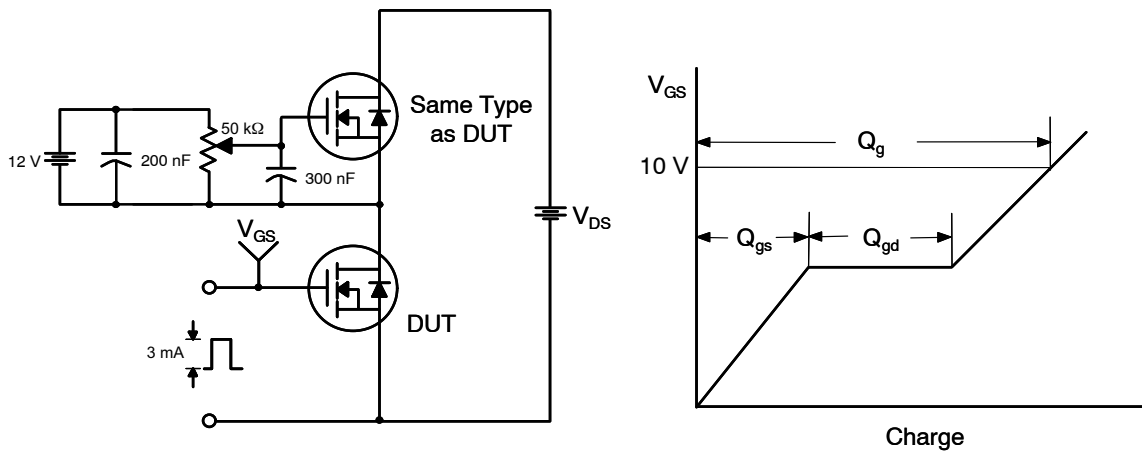 Same Type
as DUT
50 kΩ
12 V
200 nF
300 nF
VGS
VDS
DUT
3 mA
VGS
Qg
10 V
Qgs
Qgd
Charge